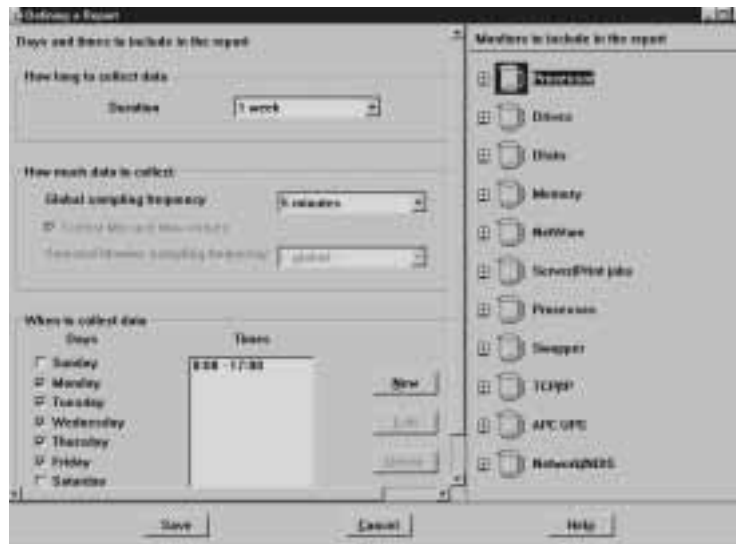 Defining a Report
Days and times to include in the report
How long to collect data
Duration
1 week
How much data to collect
Global sampling frequency
5 minutes
global
When to collect data
Days
Times
Sunday
Monday
Tuesday
Wednesday
Thursday
Friday
Saturday
8:00 - 17:00
New
Edit
Save
Cancel
Help
Monitors to include in the report
Processor
Drives
Disks
Memory
NetWare
Server/Print jobs
Processes
Swapper
TCP/IP
APC UPS
Network/NDIS